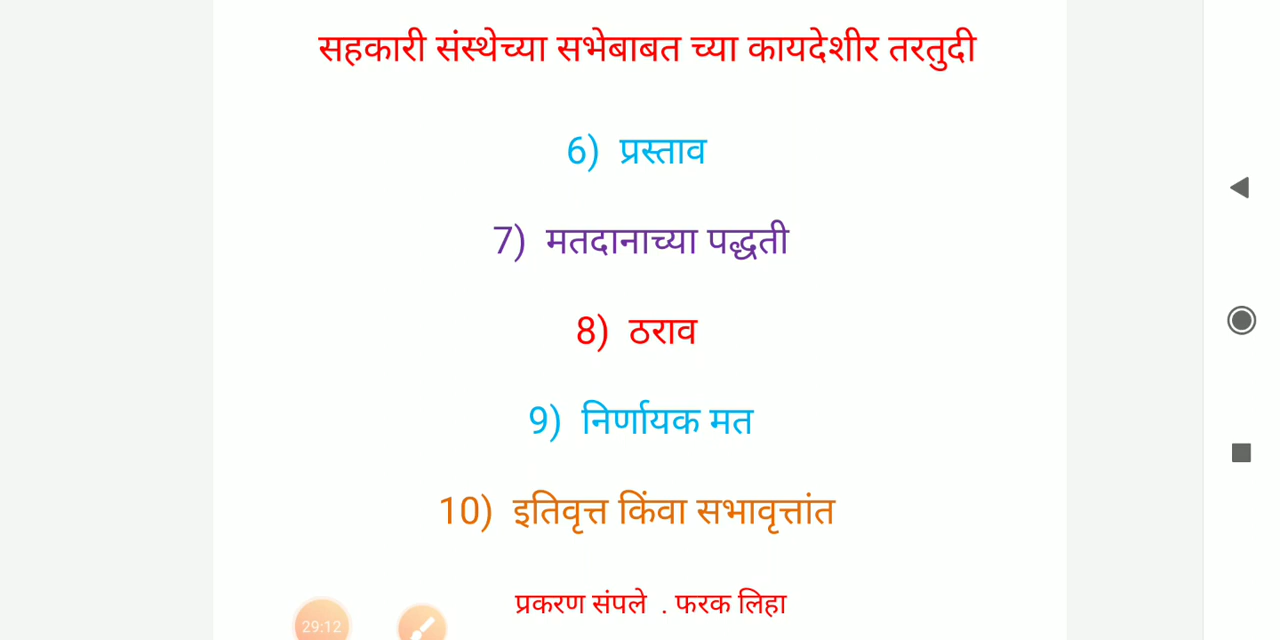 सहकारी संस्थेच्या सभेबाबत च्या कायदेशीर तरतुदी
6) प्रस्ताव
7) मतदानाच्या पद्धती
8) ठराव
9) निर्णायक मत
10) इतिवृत्त किंवा सभावृत्तांत
प्रकरण संपले . फरक लिहा
29:12